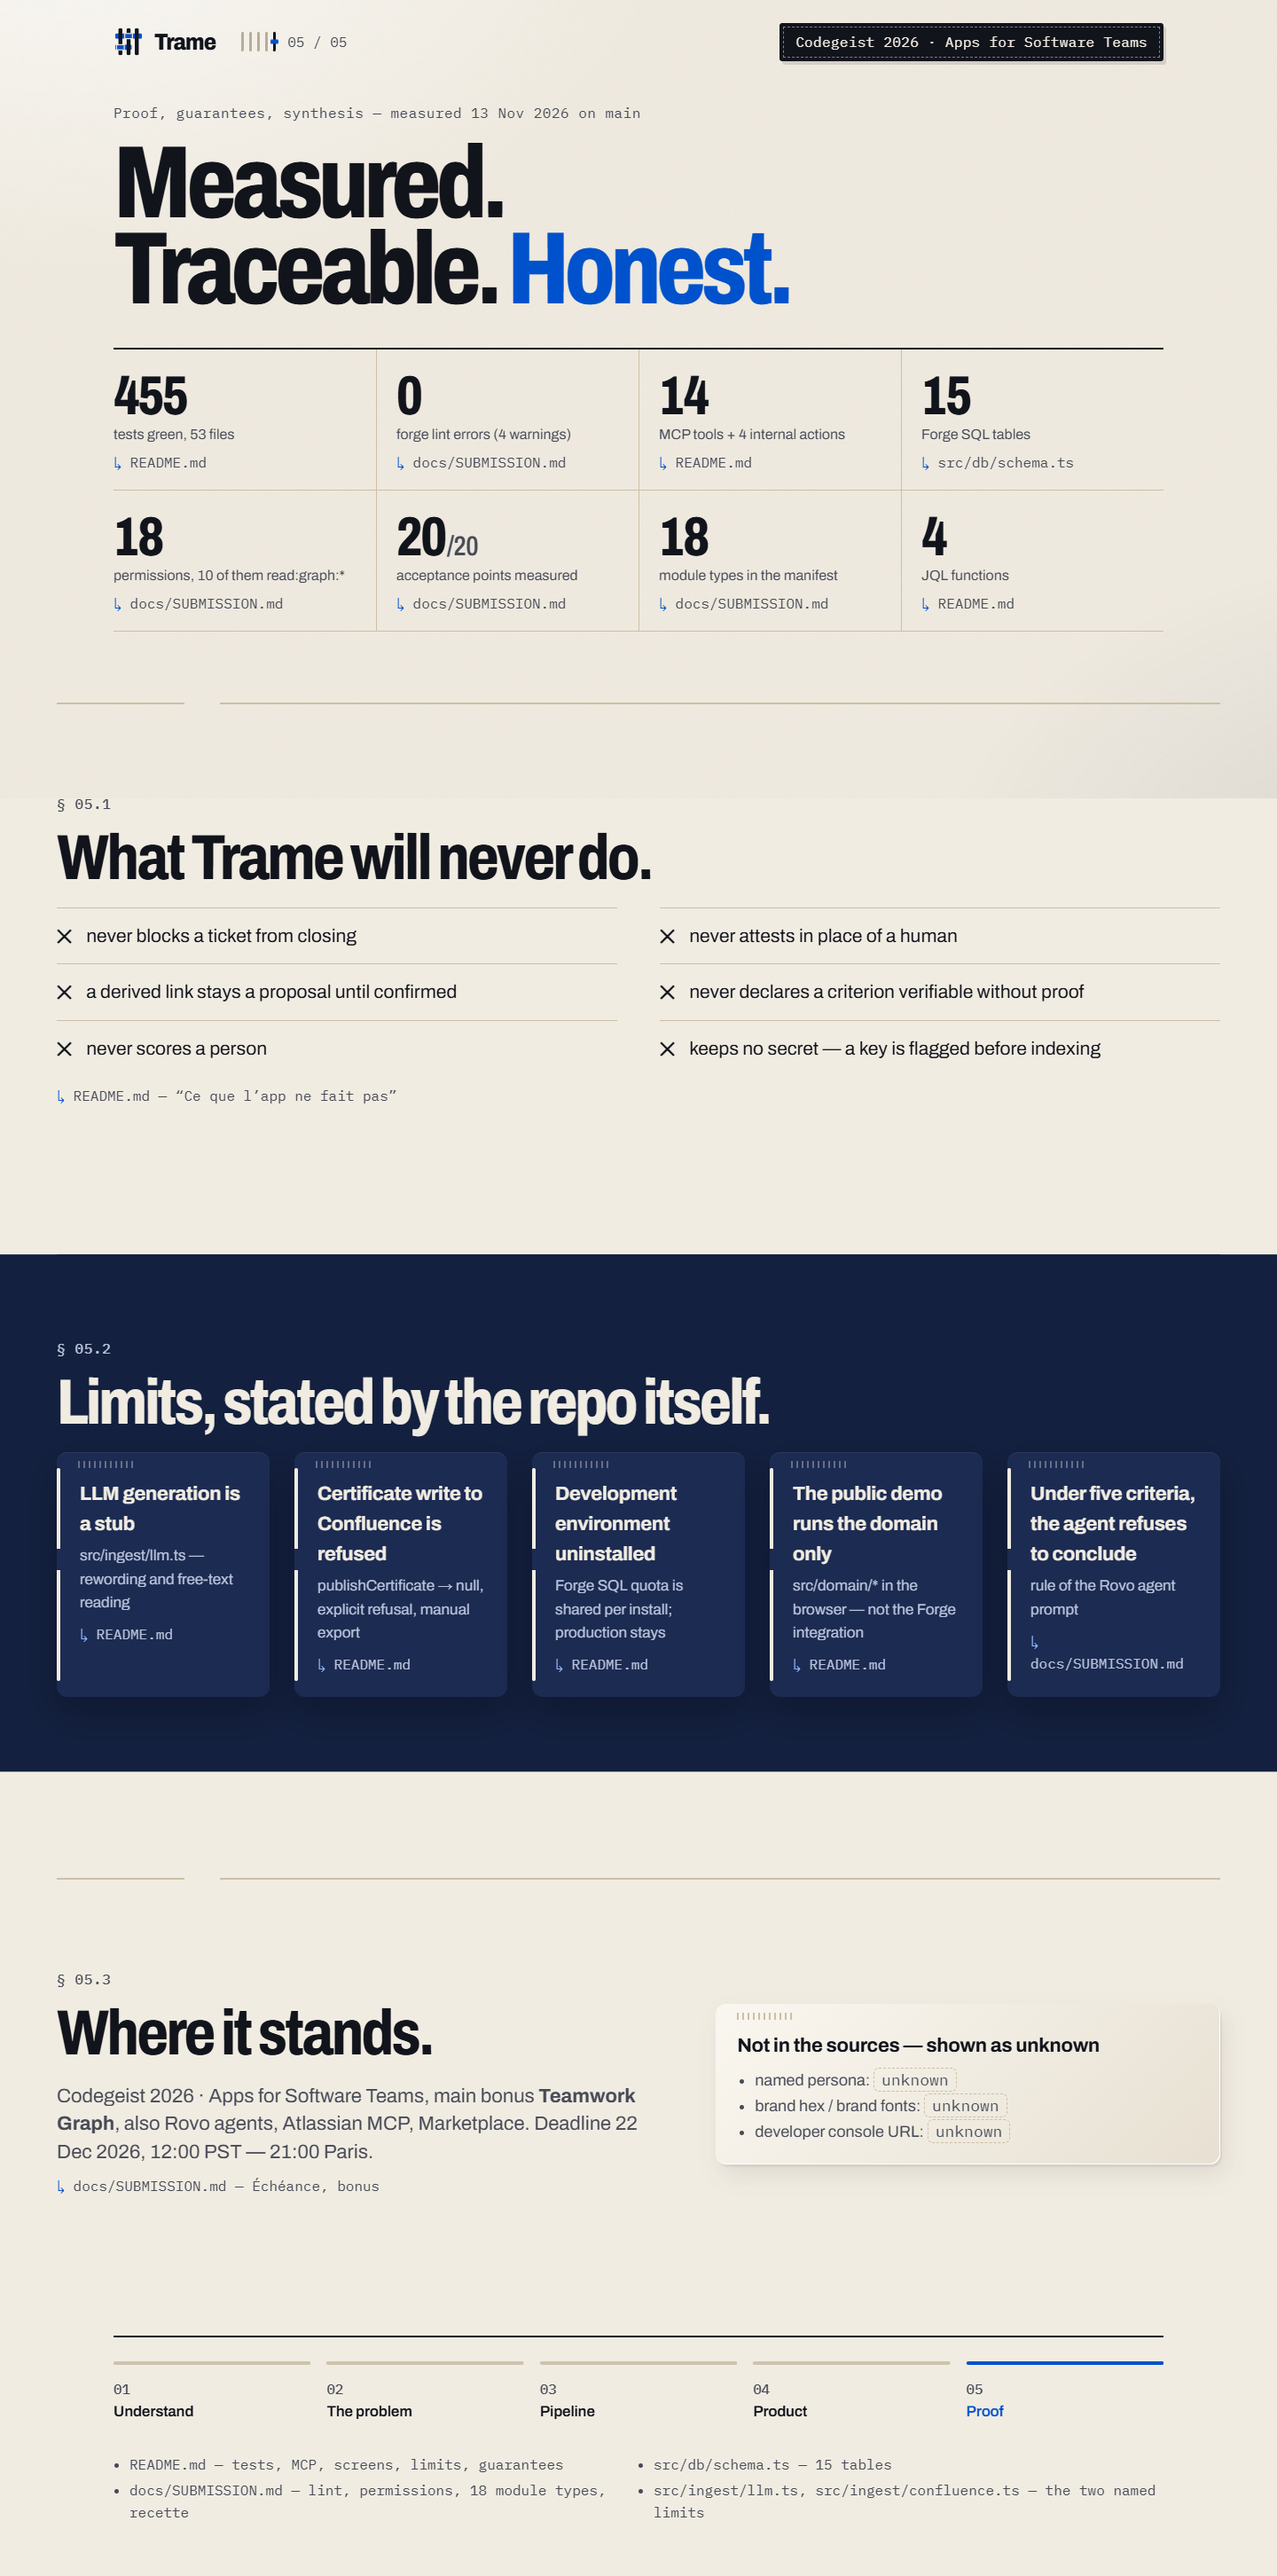 Trame
05 / 05
Codegeist 2026 · Apps for Software Teams
Proof, guarantees, synthesis — measured 13 Nov 2026 on main
Measured.
Traceable. Honest.
455
tests green, 53 files
↳ README.md
0
forge lint errors (4 warnings)
↳ docs/SUBMISSION.md
14
MCP tools + 4 internal actions
↳ README.md
15
Forge SQL tables
↳ src/db/schema.ts
18
permissions, 10 of them read:graph:*
↳ docs/SUBMISSION.md
20/20
acceptance points measured
↳ docs/SUBMISSION.md
18
module types in the manifest
↳ docs/SUBMISSION.md
4
JQL functions
↳ README.md
§ 05.1
What Trame will never do.
never blocks a ticket from closing
never attests in place of a human
a derived link stays a proposal until confirmed
never declares a criterion verifiable without proof
never scores a person
keeps no secret — a key is flagged before indexing
↳ README.md — “Ce que l’app ne fait pas”
§ 05.2
Limits, stated by the repo itself.
LLM generation is
a stub
src/ingest/llm.ts —
rewording and free-text
reading
↳ README.md
Certificate write to
Confluence is
refused
publishCertificate → null,
explicit refusal, manual
export
↳ README.md
Development
environment
uninstalled
Forge SQL quota is
shared per install;
production stays
↳ README.md
The public demo
runs the domain
only
src/domain/* in the
browser — not the Forge
integration
↳ README.md
Under five criteria,
the agent refuses
to conclude
rule of the Rovo agent
prompt
↳
docs/SUBMISSION.md
§ 05.3
Where it stands.
Codegeist 2026 · Apps for Software Teams, main bonus Teamwork
Graph, also Rovo agents, Atlassian MCP, Marketplace. Deadline 22
Dec 2026, 12:00 PST — 21:00 Paris.
↳ docs/SUBMISSION.md — Échéance, bonus
Not in the sources — shown as unknown
• named persona: unknown
• brand hex / brand fonts: unknown
• developer console URL: unknown
01
Understand
02
The problem
03
Pipeline
04
Product
05
Proof
• README.md — tests, MCP, screens, limits, guarantees
• docs/SUBMISSION.md — lint, permissions, 18 module types,
recette
• src/db/schema.ts — 15 tables
• src/ingest/llm.ts, src/ingest/confluence.ts — the two named
limits